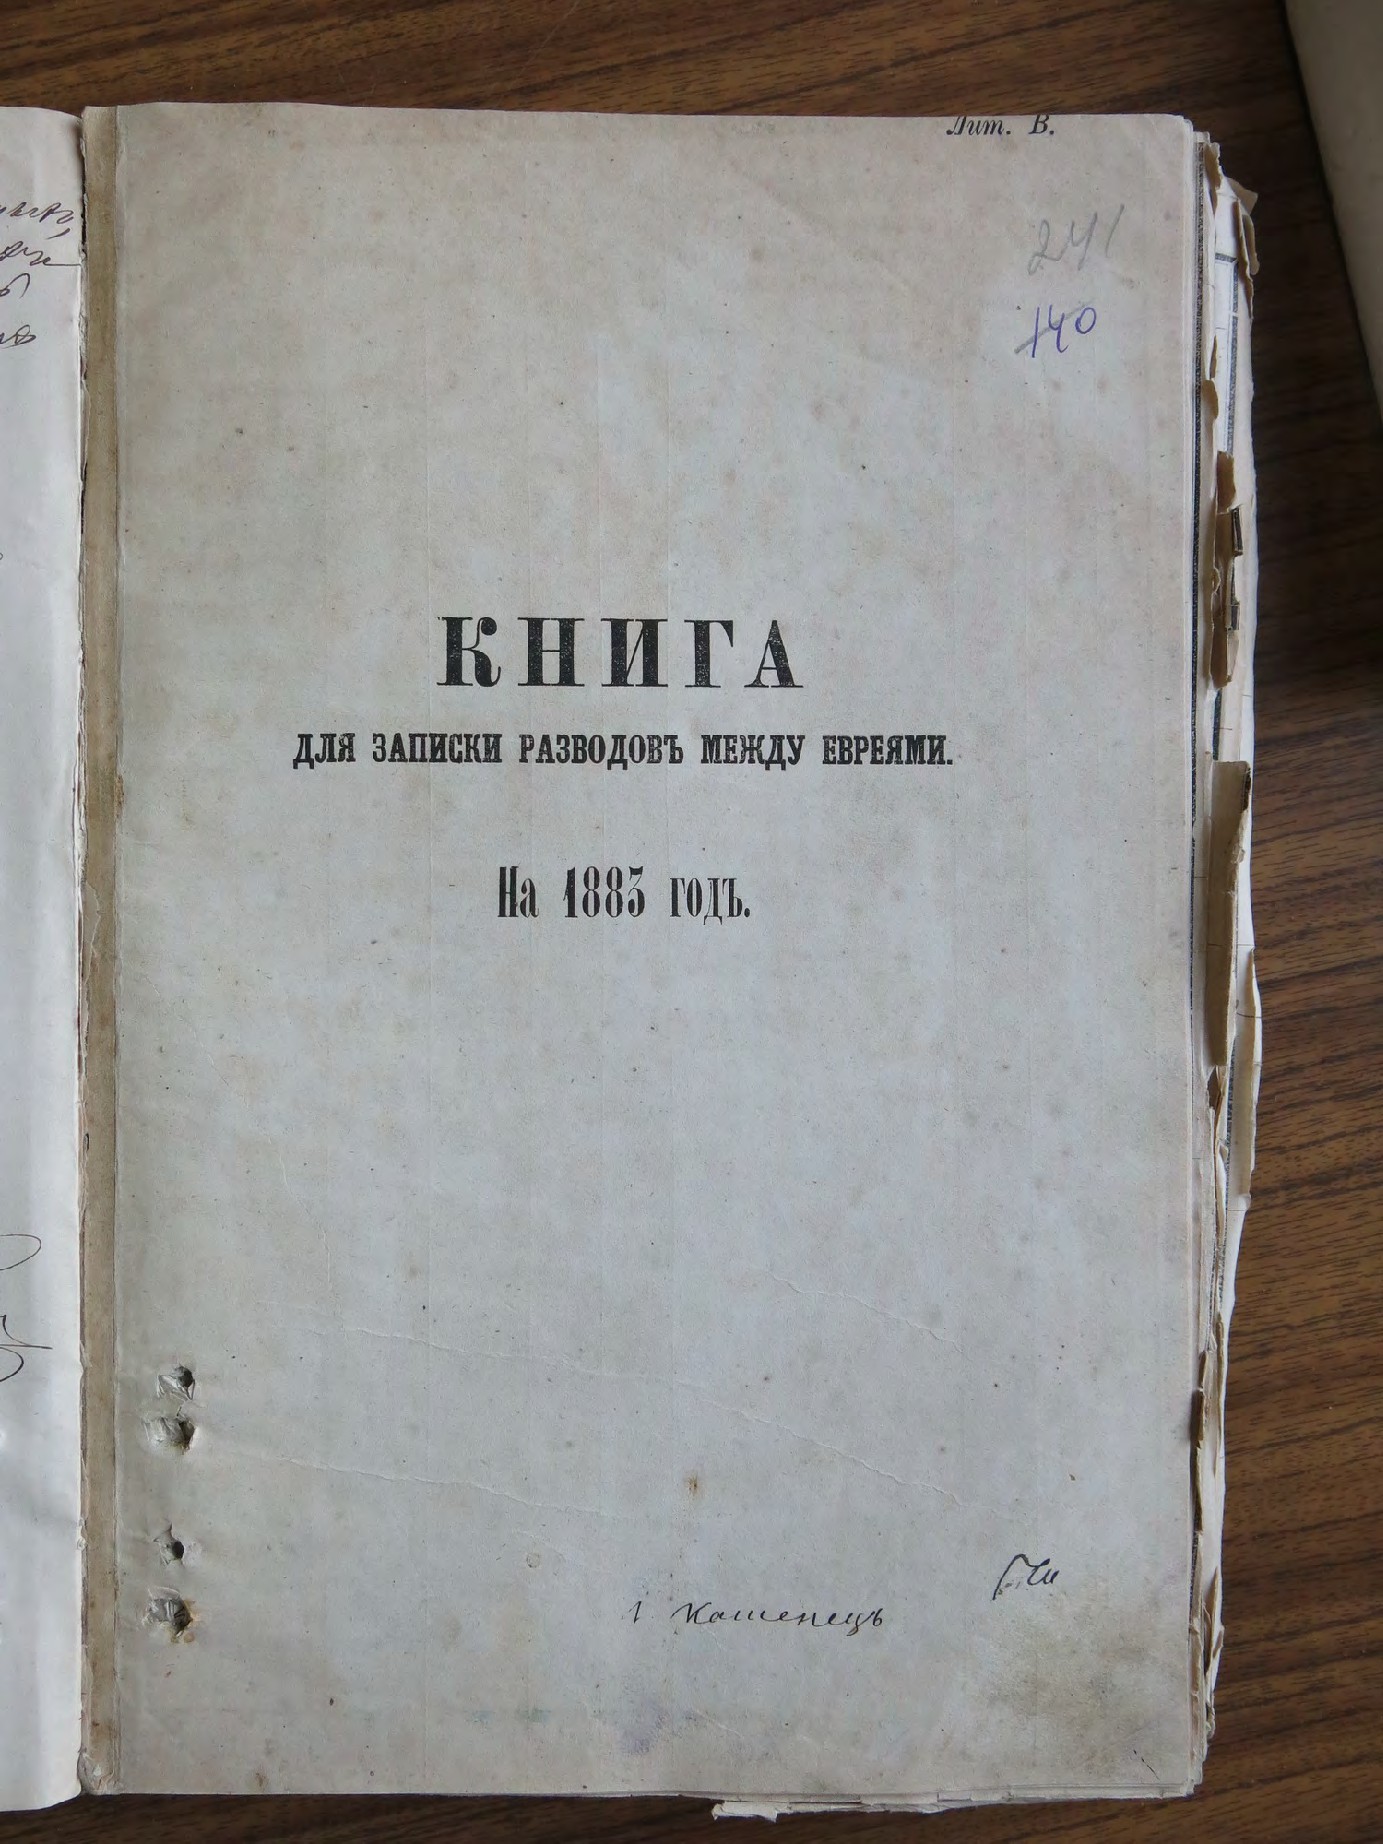 Лит. В.
241
140
КНИГА
ДЛЯ ЗАПИСКИ РАЗВОДОВЪ МЕЖДУ ЕВРЕЯМИ.
На 1883 годъ.
г Каменецъ